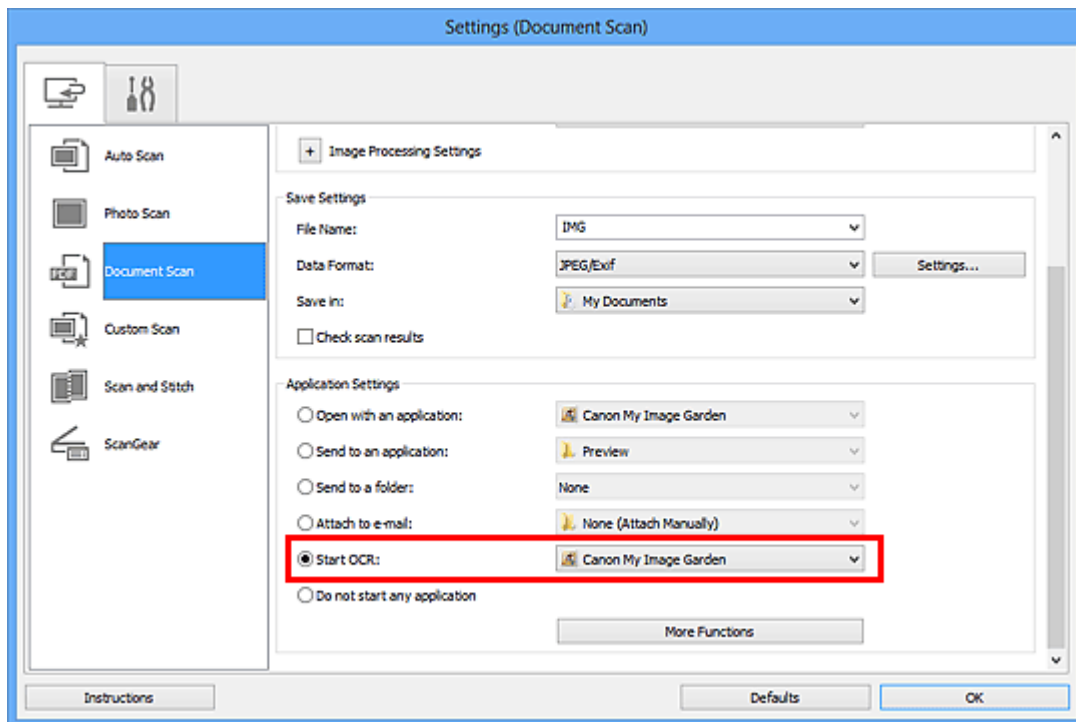 Settings (Document Scan)
Auto Scan
Photo Scan
Document Scan
Custom Scan
Scan and Stitch
ScanGear
+ Image Processing Settings
Save Settings
File Name: IMG
Data Format: JPEG/Exif Settings...
Save in: My Documents
Check scan results
Application Settings
Open with an application: Canon My Image Garden
Send to an application: Preview
Send to a folder: None
Attach to e-mail: None (Attach Manually)
Start OCR: Canon My Image Garden
Do not start any application
More Functions
Instructions Defaults OK